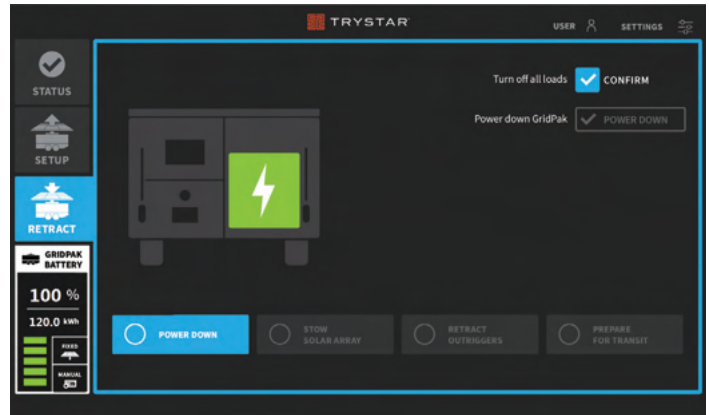 TRYSTAR
USER
SETTINGS
STATUS
SETUP
RETRACT
GRIDPAK
BATTERY
100 %
120.0 kWh
FIXED
MANUAL
Turn off all loads
CONFIRM
Power down GridPak
POWER DOWN
POWER DOWN
STOW
SOLAR ARRAY
RETRACT
OUTRIGGERS
PREPARE
FOR TRANSIT